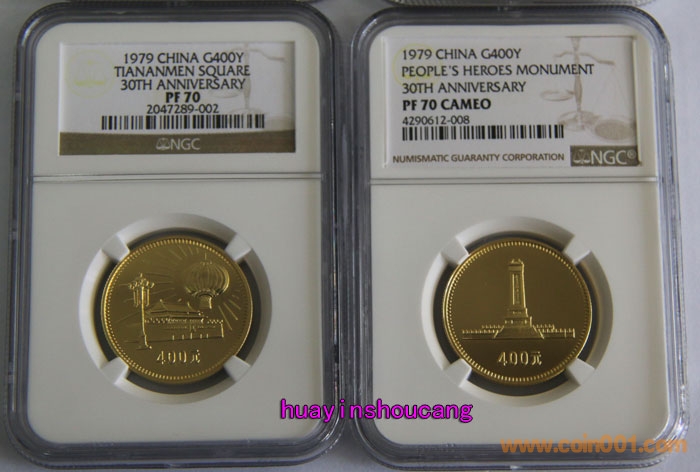 1979 CHINA G400Y
TIANANMEN SQUARE
30TH ANNIVERSARY
PF 70
2047289-002
NGC
400元
1979 CHINA G400Y
PEOPLE'S HEROES MONUMENT
30TH ANNIVERSARY
PF 70 CAMEO
4290612-008
NUMISMATIC GUARANTY CORPORATION
NGC®
400元
huayinshoucang
www.coin001.com